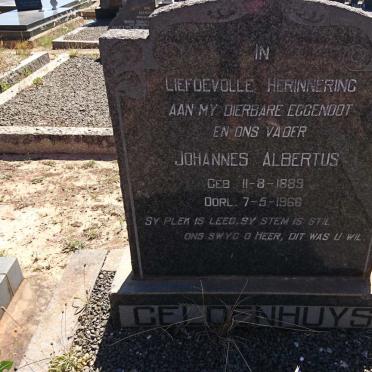 IN
LIEFDEVOLLE HERINNERING
AAN MY DIERBARE EGGENOOT
EN ONS VADER
JOHANNES ALBERTUS
GEB. 11-8-1889
OORL. 7-5-1966
SY PLEK IS LEEG, SY STEM IS STIL
ONS SWYG O HEER, DIT WAS U WIL
GELDENHUYS